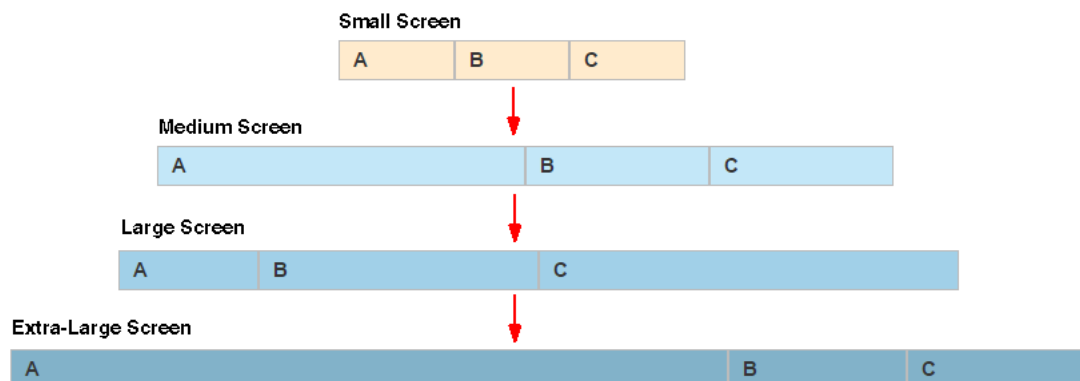 Small Screen
A B C
Medium Screen
A B C
Large Screen
A B C
Extra-Large Screen
A B C